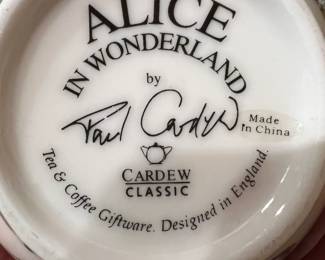 ALICE
IN WONDERLAND
by
Paul Cardew
Made
in China
CARDEW
CLASSIC
Tea & Coffee Giftware. Designed in England.